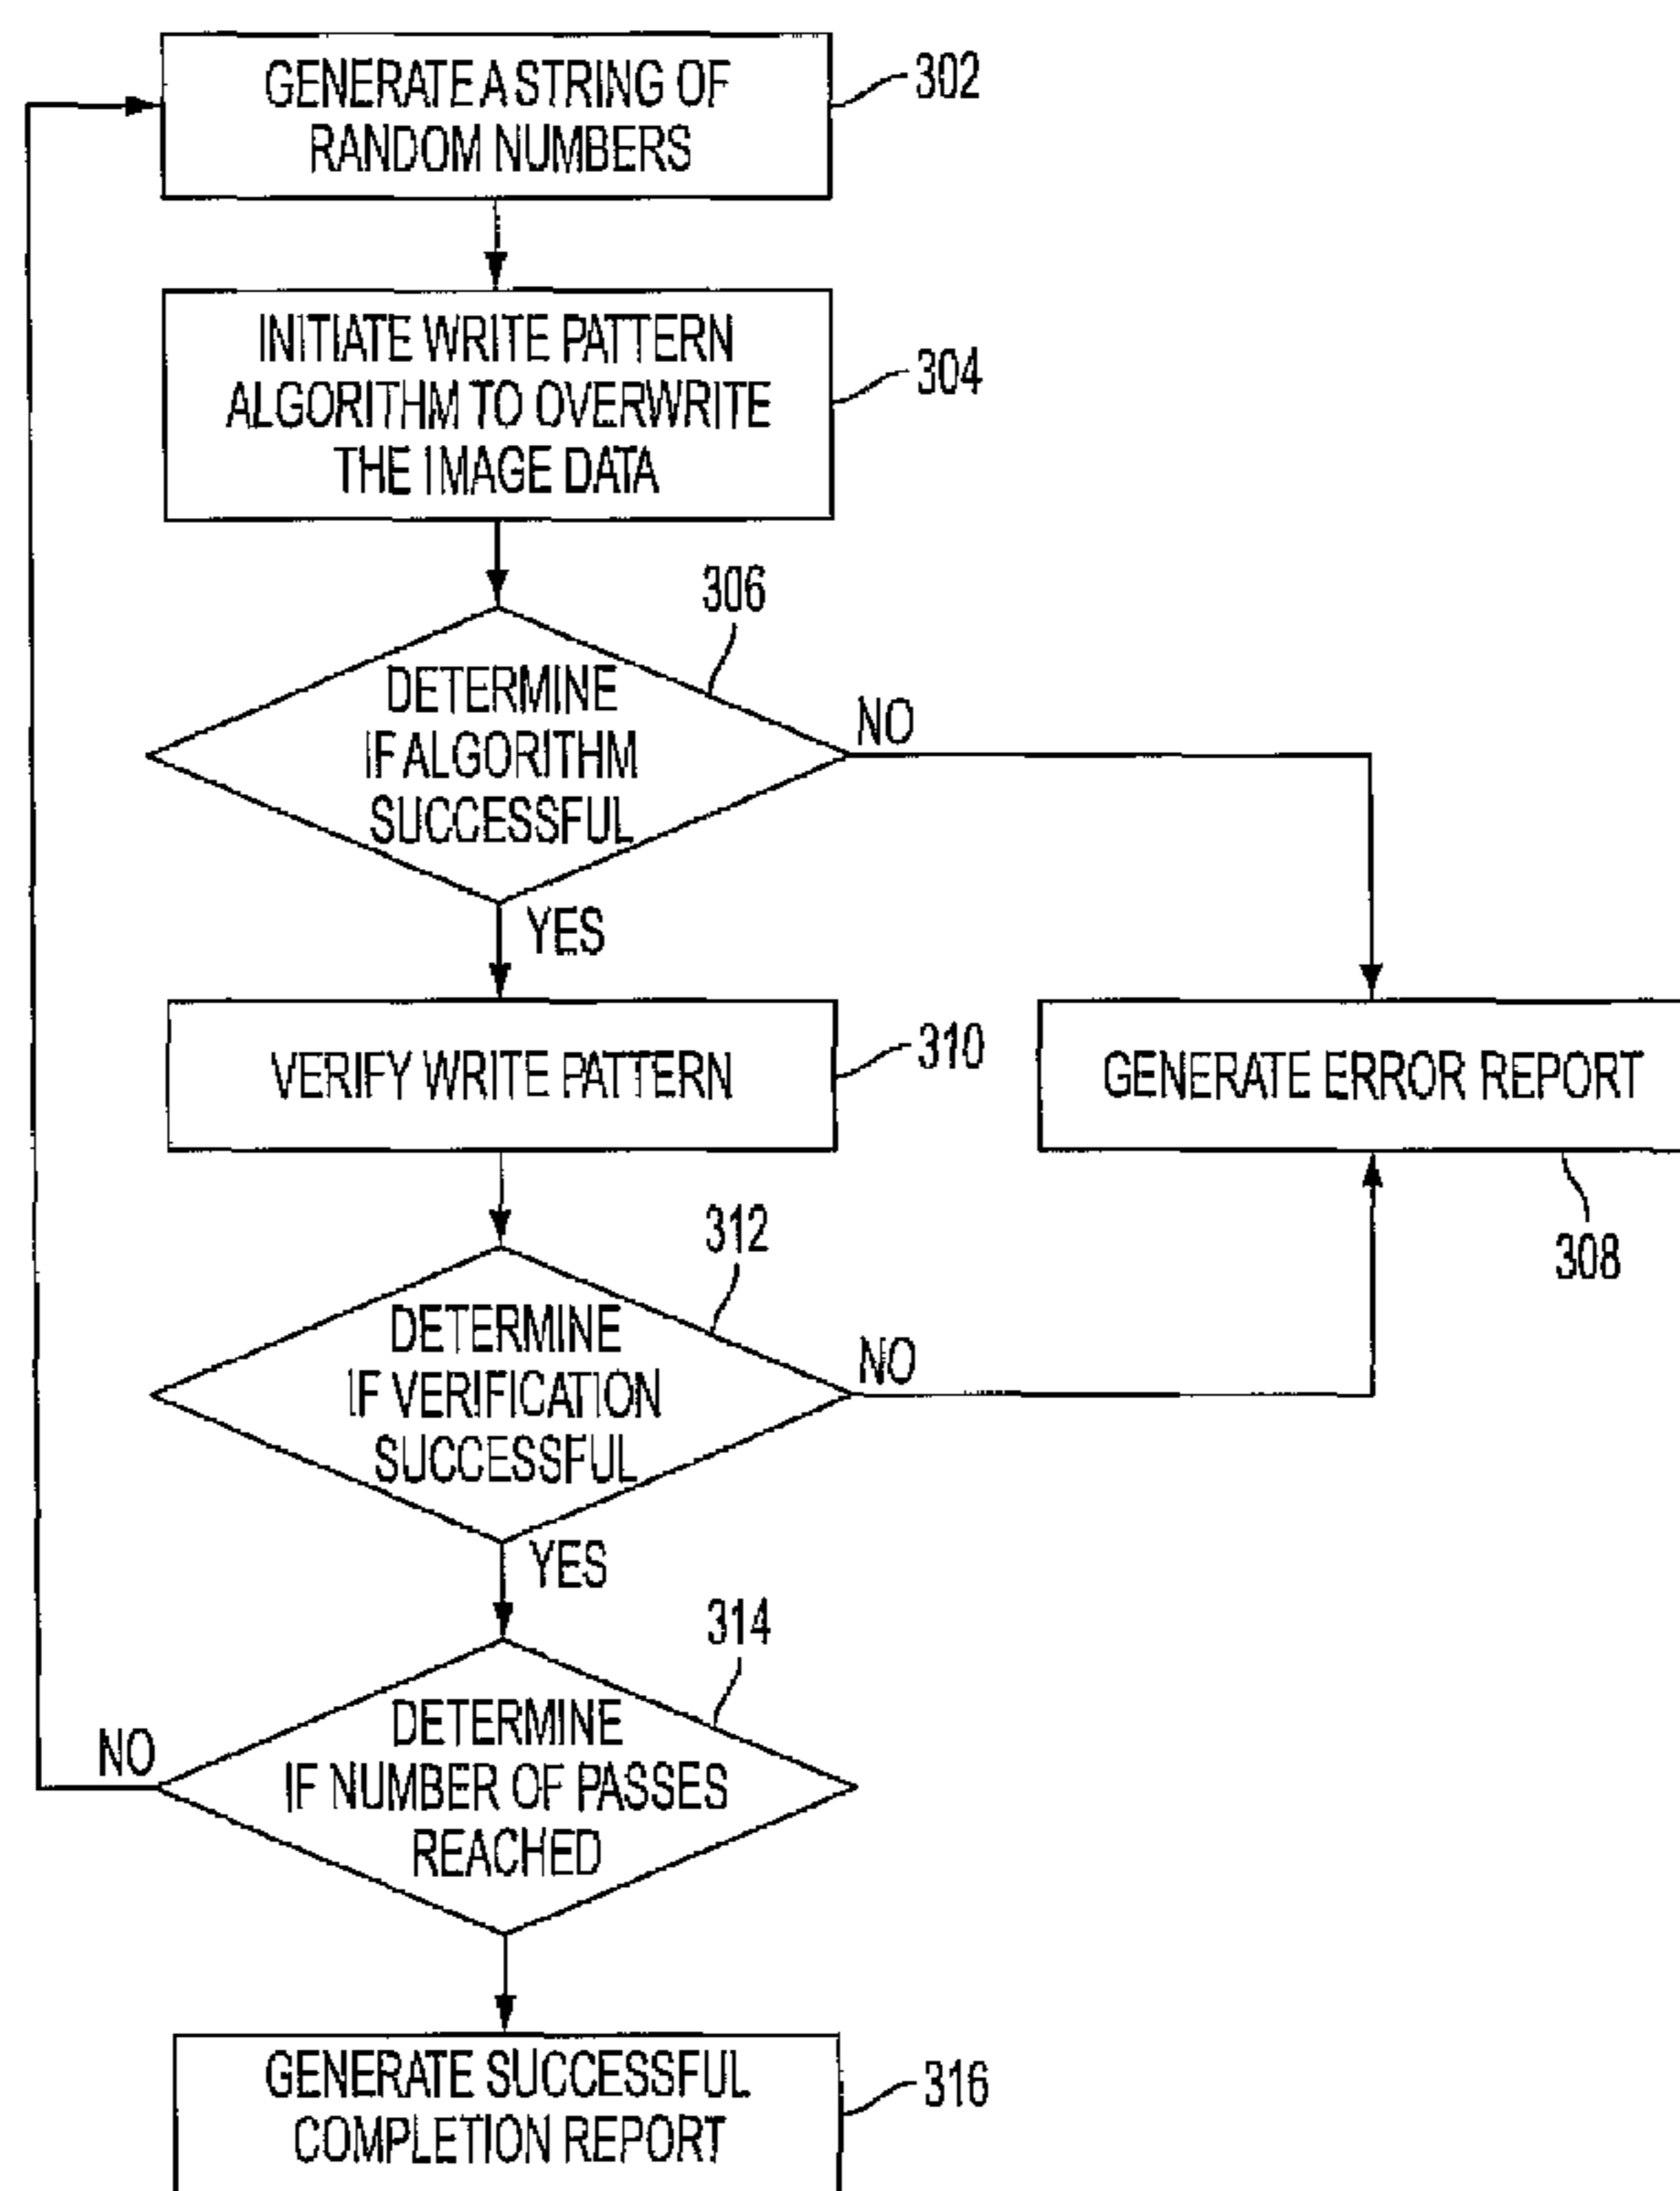 GENERATE A STRING OF
RANDOM NUMBERS
302
INITIATE WRITE PATTERN
ALGORITHM TO OVERWRITE
THE IMAGE DATA
304
306
DETERMINE
IF ALGORITHM
SUCCESSFUL
NO
YES
VERIFY WRITE PATTERN
310
GENERATE ERROR REPORT
308
312
DETERMINE
IF VERIFICATION
SUCCESSFUL
NO
YES
314
DETERMINE
IF NUMBER OF PASSES
REACHED
NO
GENERATE SUCCESSFUL
COMPLETION REPORT
316